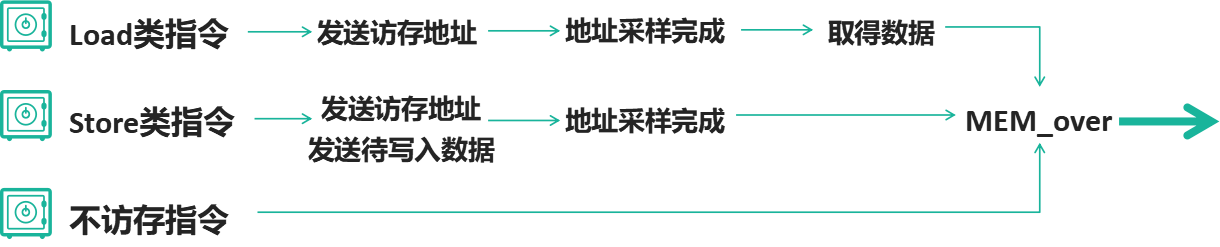 Load类指令
发送访存地址
地址采样完成
取得数据
Store类指令
发送访存地址
发送待写入数据
地址采样完成
MEM_over
不访存指令